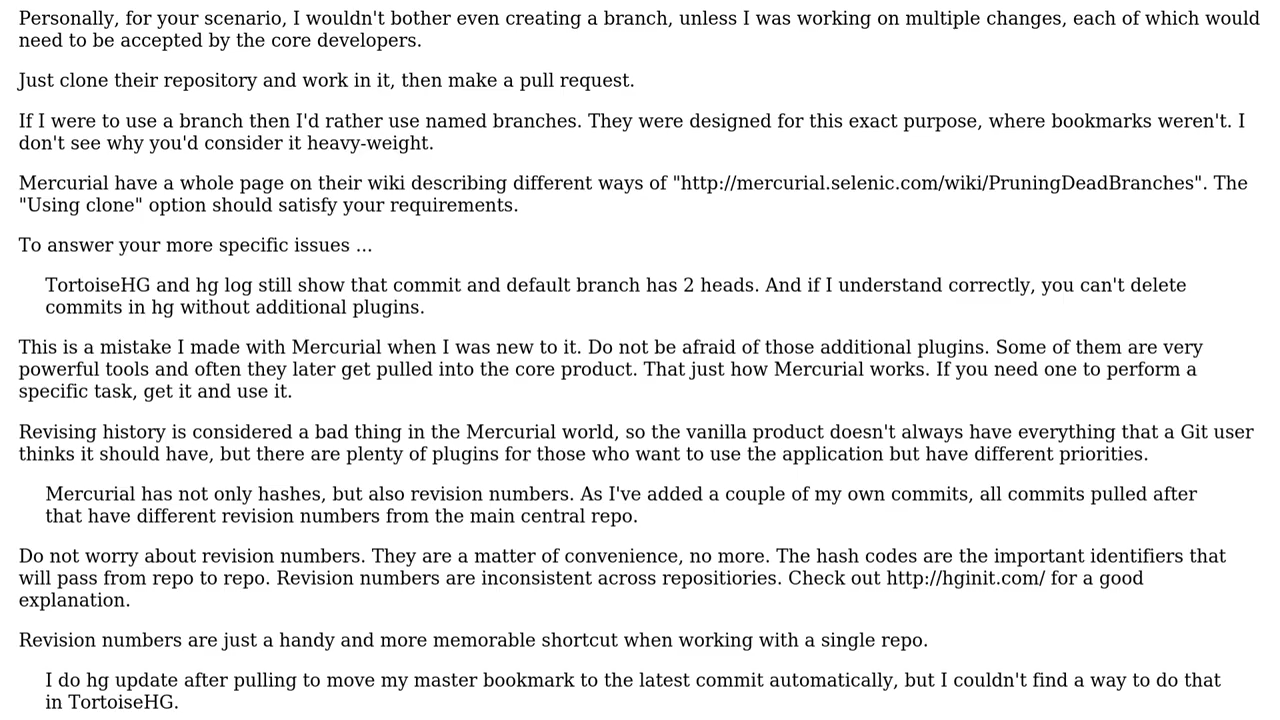 Personally, for your scenario, I wouldn't bother even creating a branch, unless I was working on multiple changes, each of which would
need to be accepted by the core developers.
Just clone their repository and work in it, then make a pull request.
If I were to use a branch then I'd rather use named branches. They were designed for this exact purpose, where bookmarks weren't. I
don't see why you'd consider it heavy-weight.
Mercurial have a whole page on their wiki describing different ways of "http://mercurial.selenic.com/wiki/PruningDeadBranches". The
"Using clone" option should satisfy your requirements.
To answer your more specific issues ...
TortoiseHG and hg log still show that commit and default branch has 2 heads. And if I understand correctly, you can't delete
commits in hg without additional plugins.
This is a mistake I made with Mercurial when I was new to it. Do not be afraid of those additional plugins. Some of them are very
powerful tools and often they later get pulled into the core product. That just how Mercurial works. If you need one to perform a
specific task, get it and use it.
Revising history is considered a bad thing in the Mercurial world, so the vanilla product doesn't always have everything that a Git user
thinks it should have, but there are plenty of plugins for those who want to use the application but have different priorities.
Mercurial has not only hashes, but also revision numbers. As I've added a couple of my own commits, all commits pulled after
that have different revision numbers from the main central repo.
Do not worry about revision numbers. They are a matter of convenience, no more. The hash codes are the important identifiers that
will pass from repo to repo. Revision numbers are inconsistent across repositiories. Check out http://hginit.com/ for a good
explanation.
Revision numbers are just a handy and more memorable shortcut when working with a single repo.
I do hg update after pulling to move my master bookmark to the latest commit automatically, but I couldn't find a way to do that
in TortoiseHG.